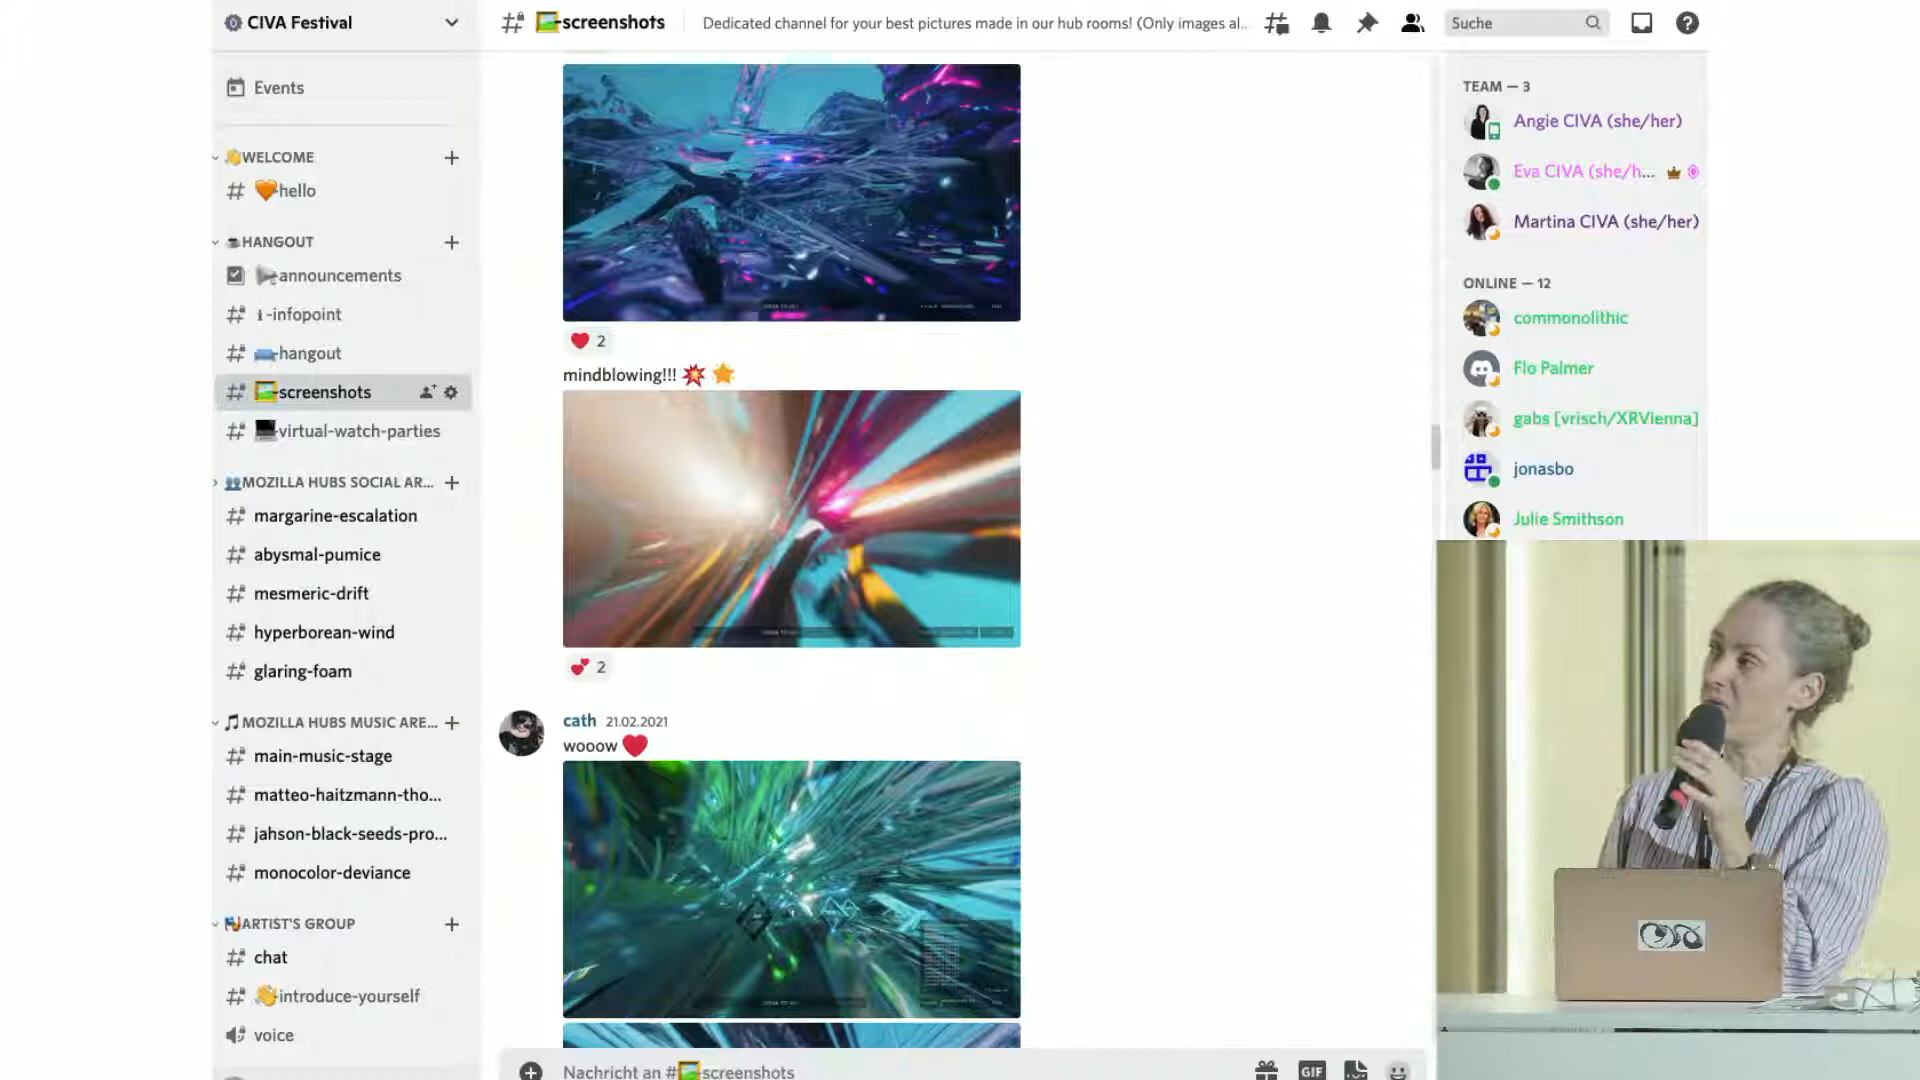 CIVA Festival
Events
WELCOME
hello
HANGOUT
announcements
i-infopoint
hangout
screenshots
virtual-watch-parties
MOZILLA HUBS SOCIAL AR...
margarine-escalation
abysmal-pumice
mesmeric-drift
hyperborean-wind
glaring-foam
MOZILLA HUBS MUSIC ARE...
main-music-stage
matteo-haitzmann-tho...
jahson-black-seeds-pro...
monocolor-deviance
ARTIST'S GROUP
chat
introduce-yourself
voice
screenshots
Dedicated channel for your best pictures made in our hub rooms! (Only images al...
Suche
2
mindblowing!!!
2
cath 21.02.2021
wooow
Nachricht an #screenshots
GIF
TEAM — 3
Angie CIVA (she/her)
Eva CIVA (she/h...
Martina CIVA (she/her)
ONLINE — 12
commonolithic
Flo Palmer
gabs [vrisch/XRVienna]
jonasbo
Julie Smithson